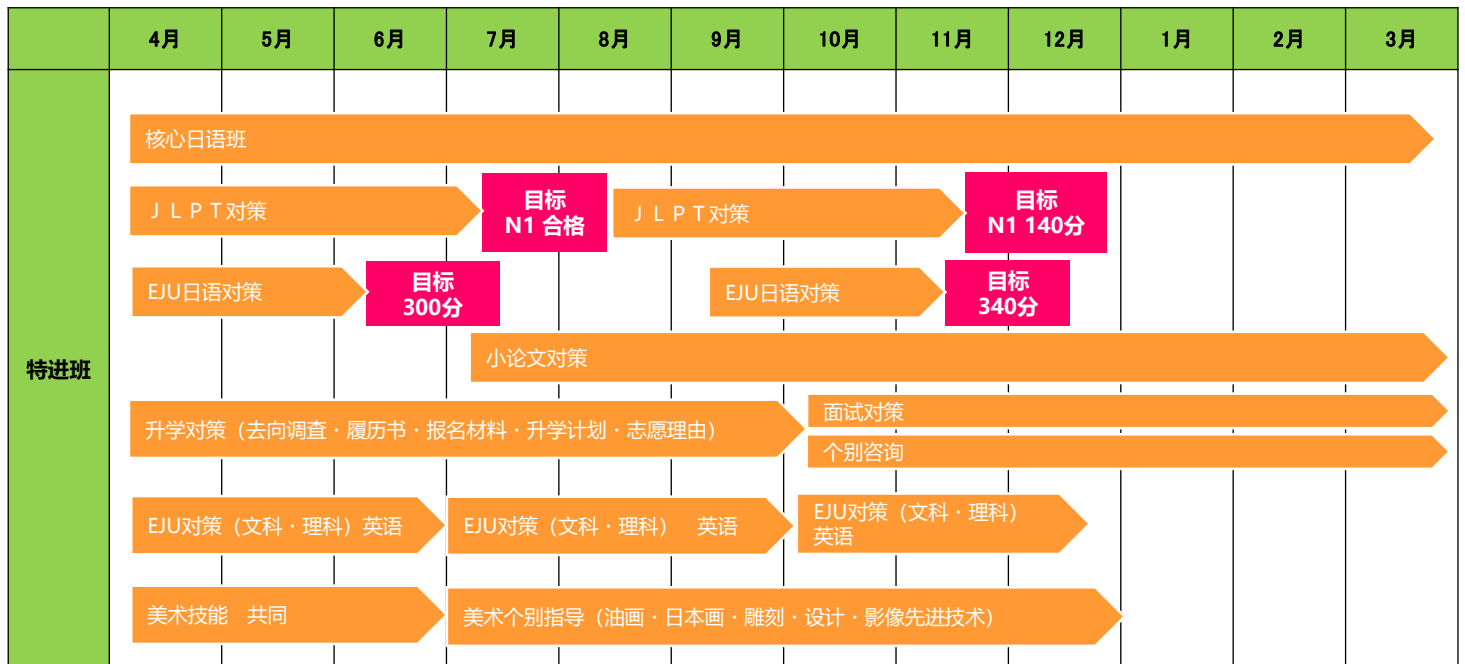 4月 5月 6月 7月 8月 9月 10月 11月 12月 1月 2月 3月
特进班
核心日语班
ＪＬＰＴ对策
目标
N1 合格
ＪＬＰＴ对策
目标
N1 140分
EJU日语对策
目标
300分
EJU日语对策
目标
340分
小论文对策
升学对策（去向调査・履历书・报名材料・升学计划・志愿理由）
面试对策
个别咨询
EJU对策（文科・理科）英语
EJU对策（文科・理科）　英语
EJU对策（文科・理科）
英语
美术技能　共同
美术个别指导（油画・日本画・雕刻・设计・影像先进技术）